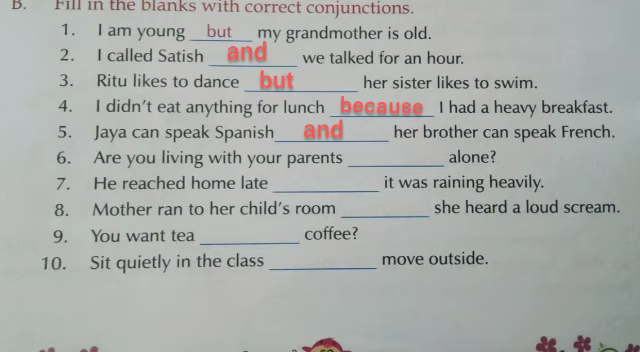 B. Fill in the blanks with correct conjunctions.
1. I am young but my grandmother is old.
2. I called Satish and we talked for an hour.
3. Ritu likes to dance but her sister likes to swim.
4. I didn't eat anything for lunch because I had a heavy breakfast.
5. Jaya can speak Spanish and her brother can speak French.
6. Are you living with your parents ________ alone?
7. He reached home late ________ it was raining heavily.
8. Mother ran to her child's room ________ she heard a loud scream.
9. You want tea ________ coffee?
10. Sit quietly in the class ________ move outside.